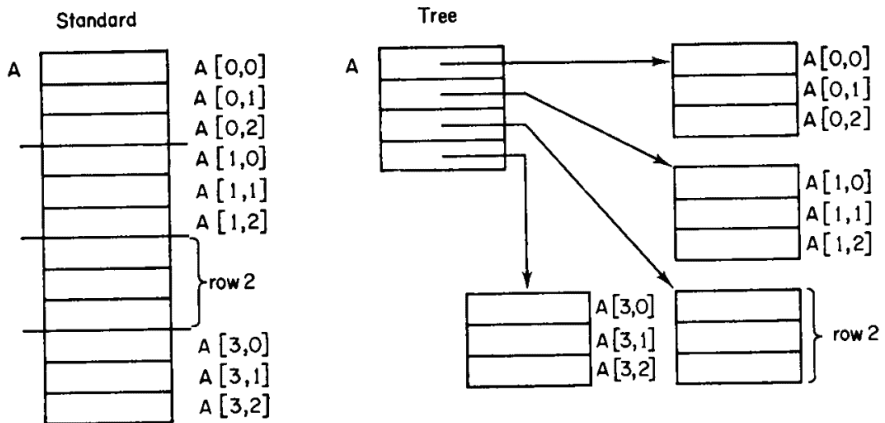 Standard
A
A[0,0]
A[0,1]
A[0,2]
A[1,0]
A[1,1]
A[1,2]
row 2
A[3,0]
A[3,1]
A[3,2]
Tree
A
A[0,0]
A[0,1]
A[0,2]
A[1,0]
A[1,1]
A[1,2]
A[3,0]
A[3,1]
A[3,2]
row 2